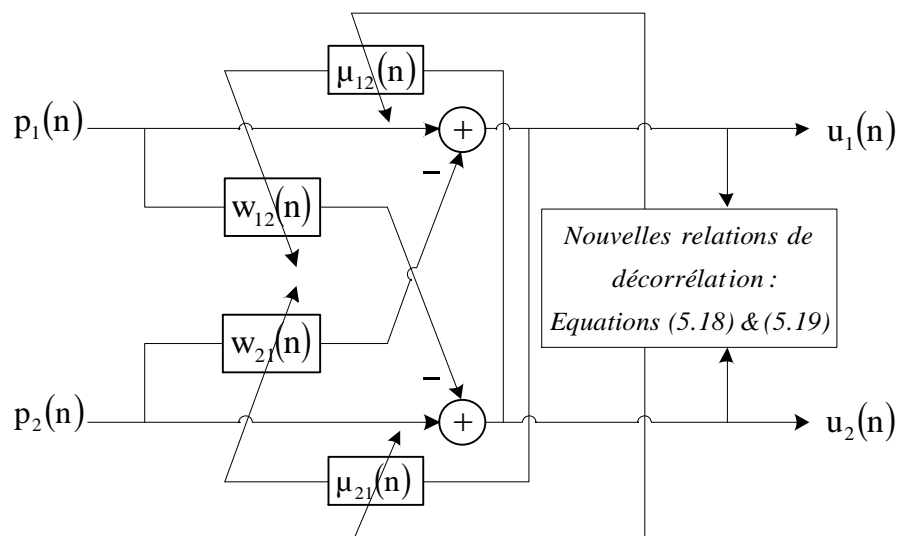 μ₁₂(n)
p₁(n)
+
u₁(n)
−
w₁₂(n)
Nouvelles relations de
décorrélation :
Equations (5.18) & (5.19)
w₂₁(n)
−
p₂(n)
+
u₂(n)
μ₂₁(n)